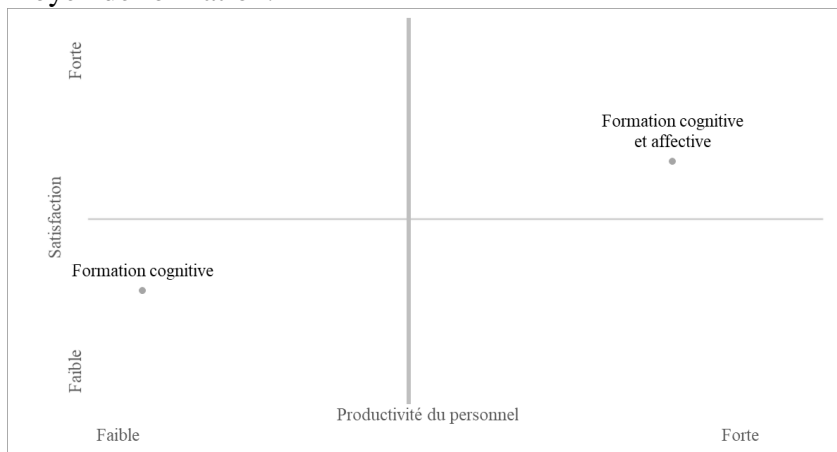 Forte
Formation cognitive
et affective
Satisfaction
Formation cognitive
Faible
Productivité du personnel
Faible
Forte